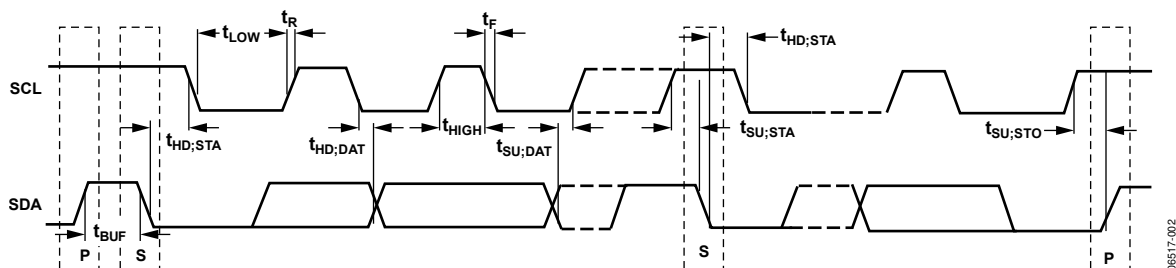 tR
tF
tLOW
tHD;STA
SCL
tHD;STA
tHD;DAT
tHIGH
tSU;DAT
tSU;STA
tSU;STO
SDA
tBUF
P
S
S
P
06517-002